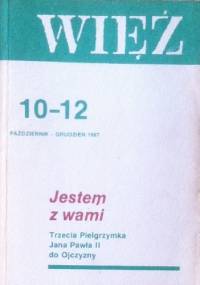 WIĘŹ
10-12
PAŹDZIERNIK - GRUDZIEŃ 1987
Jestem
z wami
Trzecia Pielgrzymka
Jana Pawła II
do Ojczyzny